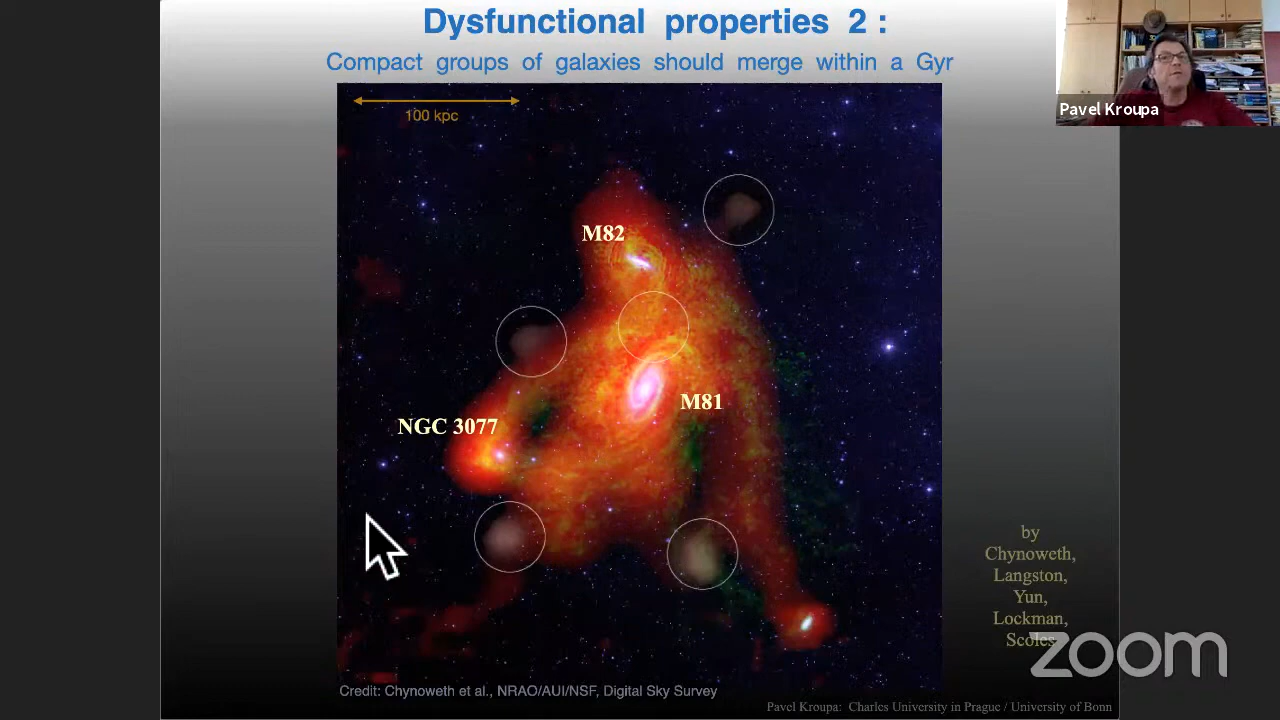 Dysfunctional properties 2 :
Compact groups of galaxies should merge within a Gyr
Pavel Kroupa
100 kpc
M82
M81
NGC 3077
by
Chynoweth,
Langston,
Yun,
Lockman,
Scoles
zoom
Credit: Chynoweth et al., NRAO/AUI/NSF, Digital Sky Survey
Pavel Kroupa: Charles University in Prague / University of Bonn